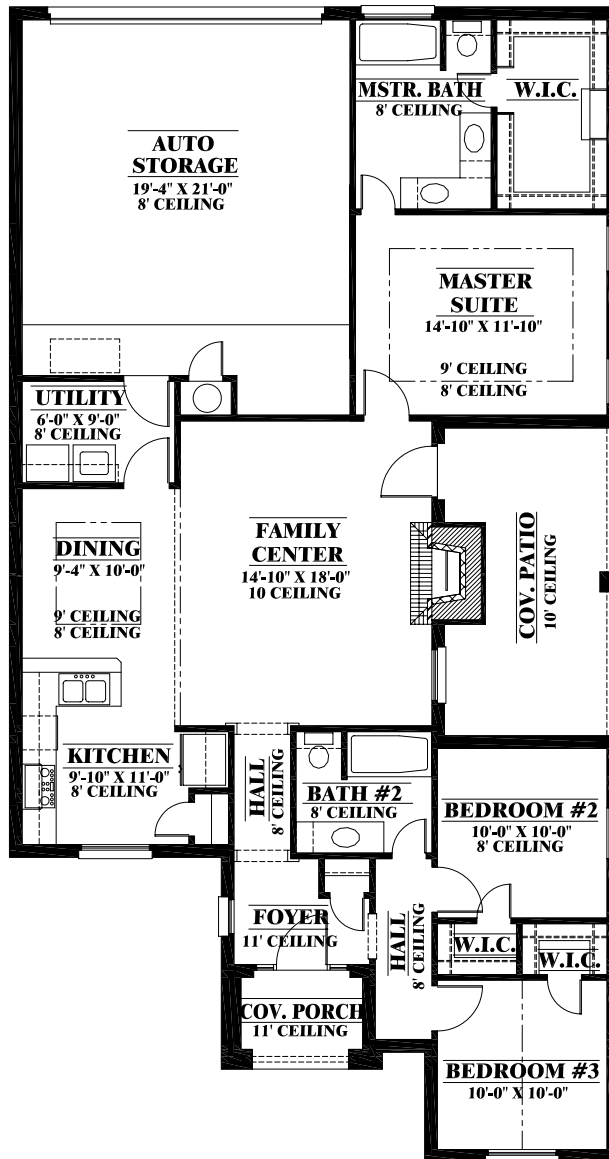 MSTR. BATH
8' CEILING
W.I.C.
AUTO
STORAGE
19'-4" X 21'-0"
8' CEILING
MASTER
SUITE
14'-10" X 11'-10"
9' CEILING
8' CEILING
UTILITY
6'-0" X 9'-0"
8' CEILING
DINING
9'-4" X 10'-0"
9' CEILING
8' CEILING
FAMILY
CENTER
14'-10" X 18'-0"
10 CEILING
COV. PATIO
10' CEILING
KITCHEN
9'-10" X 11'-0"
8' CEILING
HALL
8' CEILING
BATH #2
8' CEILING
BEDROOM #2
10'-0" X 10'-0"
8' CEILING
FOYER
11' CEILING
HALL
8' CEILING
W.I.C.
W.I.C.
COV. PORCH
11' CEILING
BEDROOM #3
10'-0" X 10'-0"